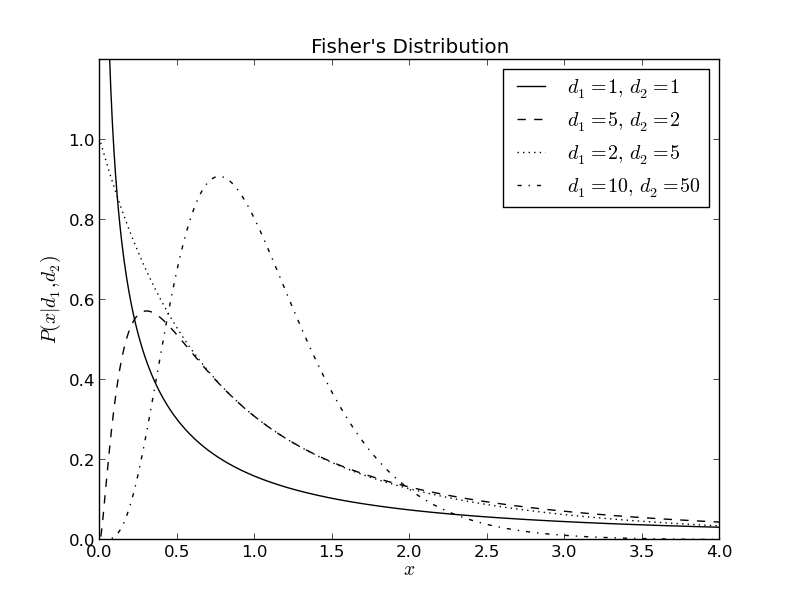 Fisher's Distribution
d₁ = 1, d₂ = 1
d₁ = 5, d₂ = 2
d₁ = 2, d₂ = 5
d₁ = 10, d₂ = 50
P(x|d₁,d₂)
1.0
0.8
0.6
0.4
0.2
0.0
0.0 0.5 1.0 1.5 2.0 2.5 3.0 3.5 4.0
x